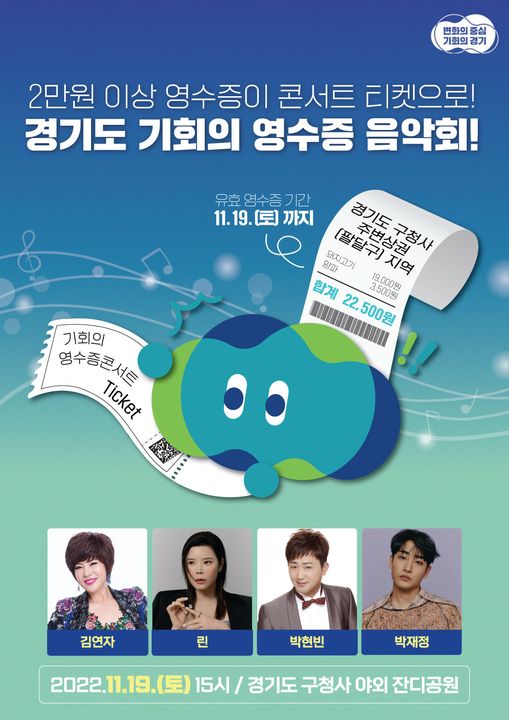 변화의 중심
기회의 경기
2만원 이상 영수증이 콘서트 티켓으로!
경기도 기회의 영수증 음악회!
유효 영수증 기간
11.19.(토) 까지
경기도 구청사
주변상권
(팔달구) 지역
돼지고기 19,000원
양파 3,500원
합계 22,500원
기회의
영수증콘서트
Ticket
김연자
린
박현빈
박재정
2022.11.19.(토) 15시 / 경기도 구청사 야외 잔디공원